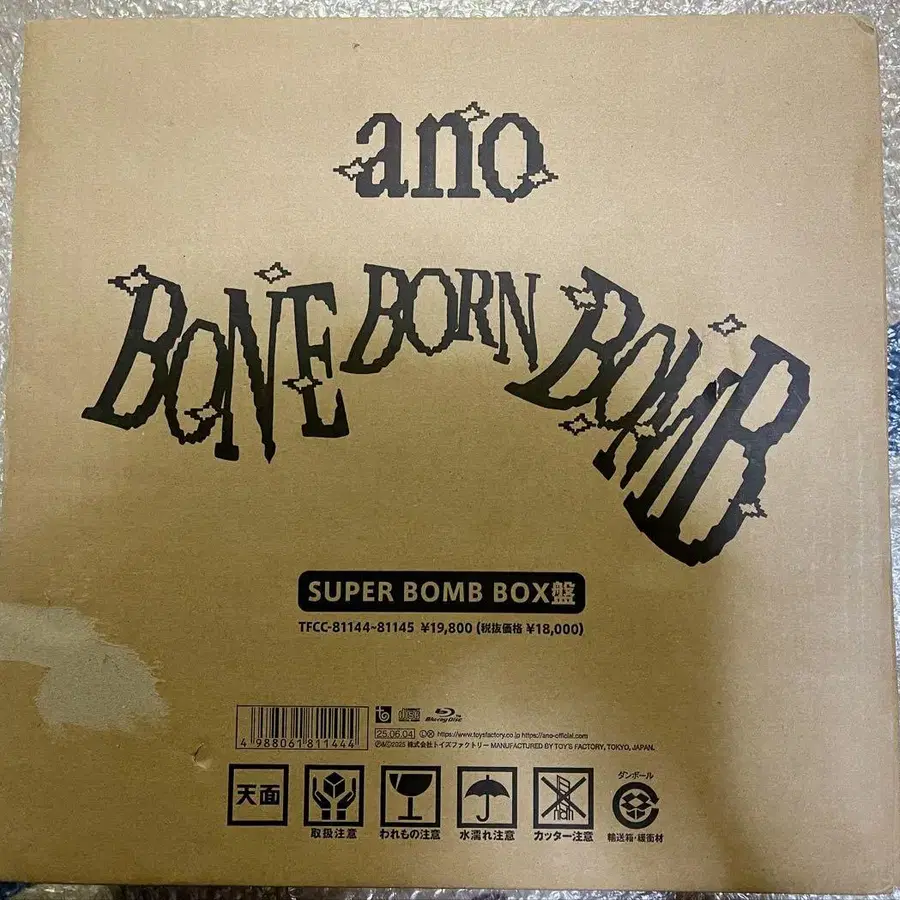 ano
BONE BORN BOMB
SUPER BOMB BOX盤
TFCC-81144~81145 ¥19,800 (税抜価格 ¥18,000)
4 988061 811444
Blu-ray Disc
25.06.04 Ⓛ Ⓧ https://www.toysfactory.co.jp https://ano-official.com
Ⓟ&Ⓒ2025 株式会社トイズファクトリー MANUFACTURED BY TOY'S FACTORY, TOKYO, JAPAN.
天面
取扱注意
われもの注意
水濡れ注意
カッター注意
ダンボール
輸送箱・緩衝材